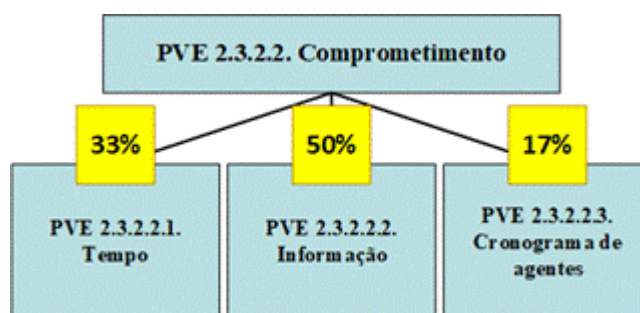 PVE 2.3.2.2. Comprometimento
33%
50%
17%
PVE 2.3.2.2.1.
Tempo
PVE 2.3.2.2.2.
Informação
PVE 2.3.2.2.3.
Cronograma de
agentes